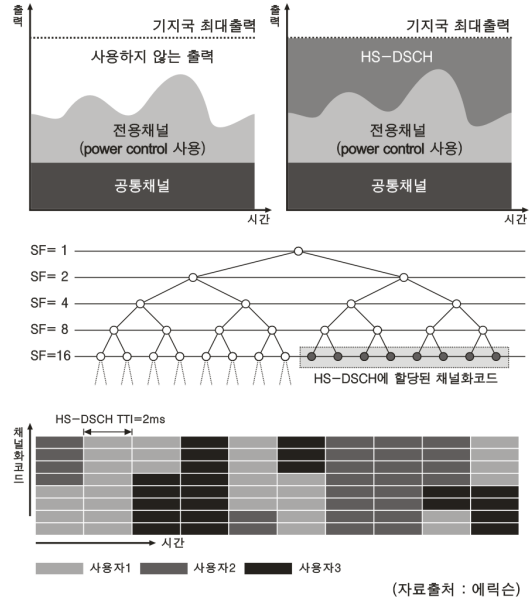 출력
기지국 최대출력
사용하지 않는 출력
전용채널
(power control 사용)
공통채널
시간
출력
기지국 최대출력
HS-DSCH
전용채널
(power control 사용)
공통채널
시간
SF= 1
SF= 2
SF= 4
SF= 8
SF=16
HS-DSCH에 할당된 채널화코드
HS-DSCH TTI=2ms
채널화코드
시간
사용자1
사용자2
사용자3
(자료출처 : 에릭슨)